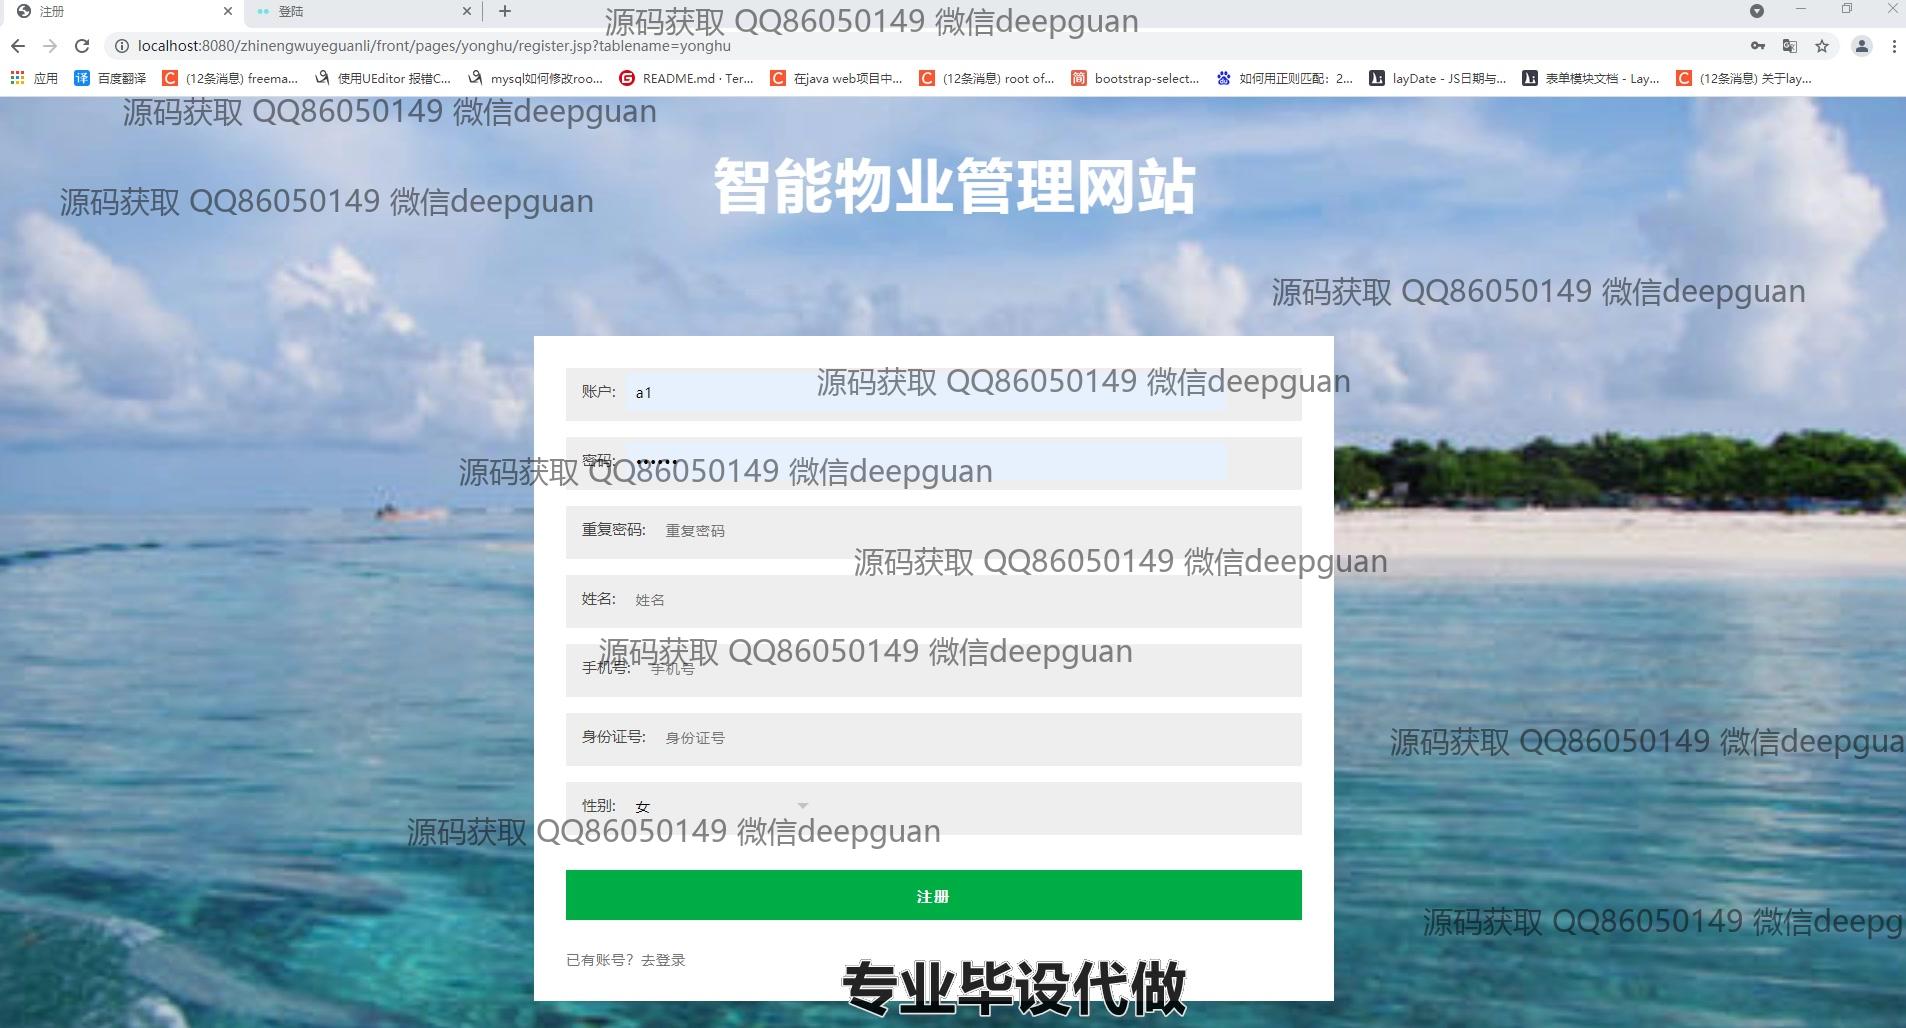 注册
登陆
源码获取 QQ86050149 微信deepguan
localhost:8080/zhinengwuyeguanli/front/pages/yonghu/register.jsp?tablename=yonghu
应用 百度翻译 (12条消息) freema... 使用UEditor 报错C... mysql如何修改roo... README.md · Ter... 在java web项目中... (12条消息) root of... bootstrap-select... 如何用正则匹配：2... layDate - JS日期与... 表单模块文档 - Lay... (12条消息) 关于lay...
源码获取 QQ86050149 微信deepguan
智能物业管理网站
源码获取 QQ86050149 微信deepguan
源码获取 QQ86050149 微信deepguan
源码获取 QQ86050149 微信deepguan
账户: a1
密码: ••••••
源码获取 QQ86050149 微信deepguan
重复密码: 重复密码
源码获取 QQ86050149 微信deepguan
姓名: 姓名
源码获取 QQ86050149 微信deepguan
手机号: 手机号
身份证号: 身份证号
源码获取 QQ86050149 微信deepgua
性别: 女
源码获取 QQ86050149 微信deepguan
注册
源码获取 QQ86050149 微信deepg
已有账号？去登录
专业毕设代做